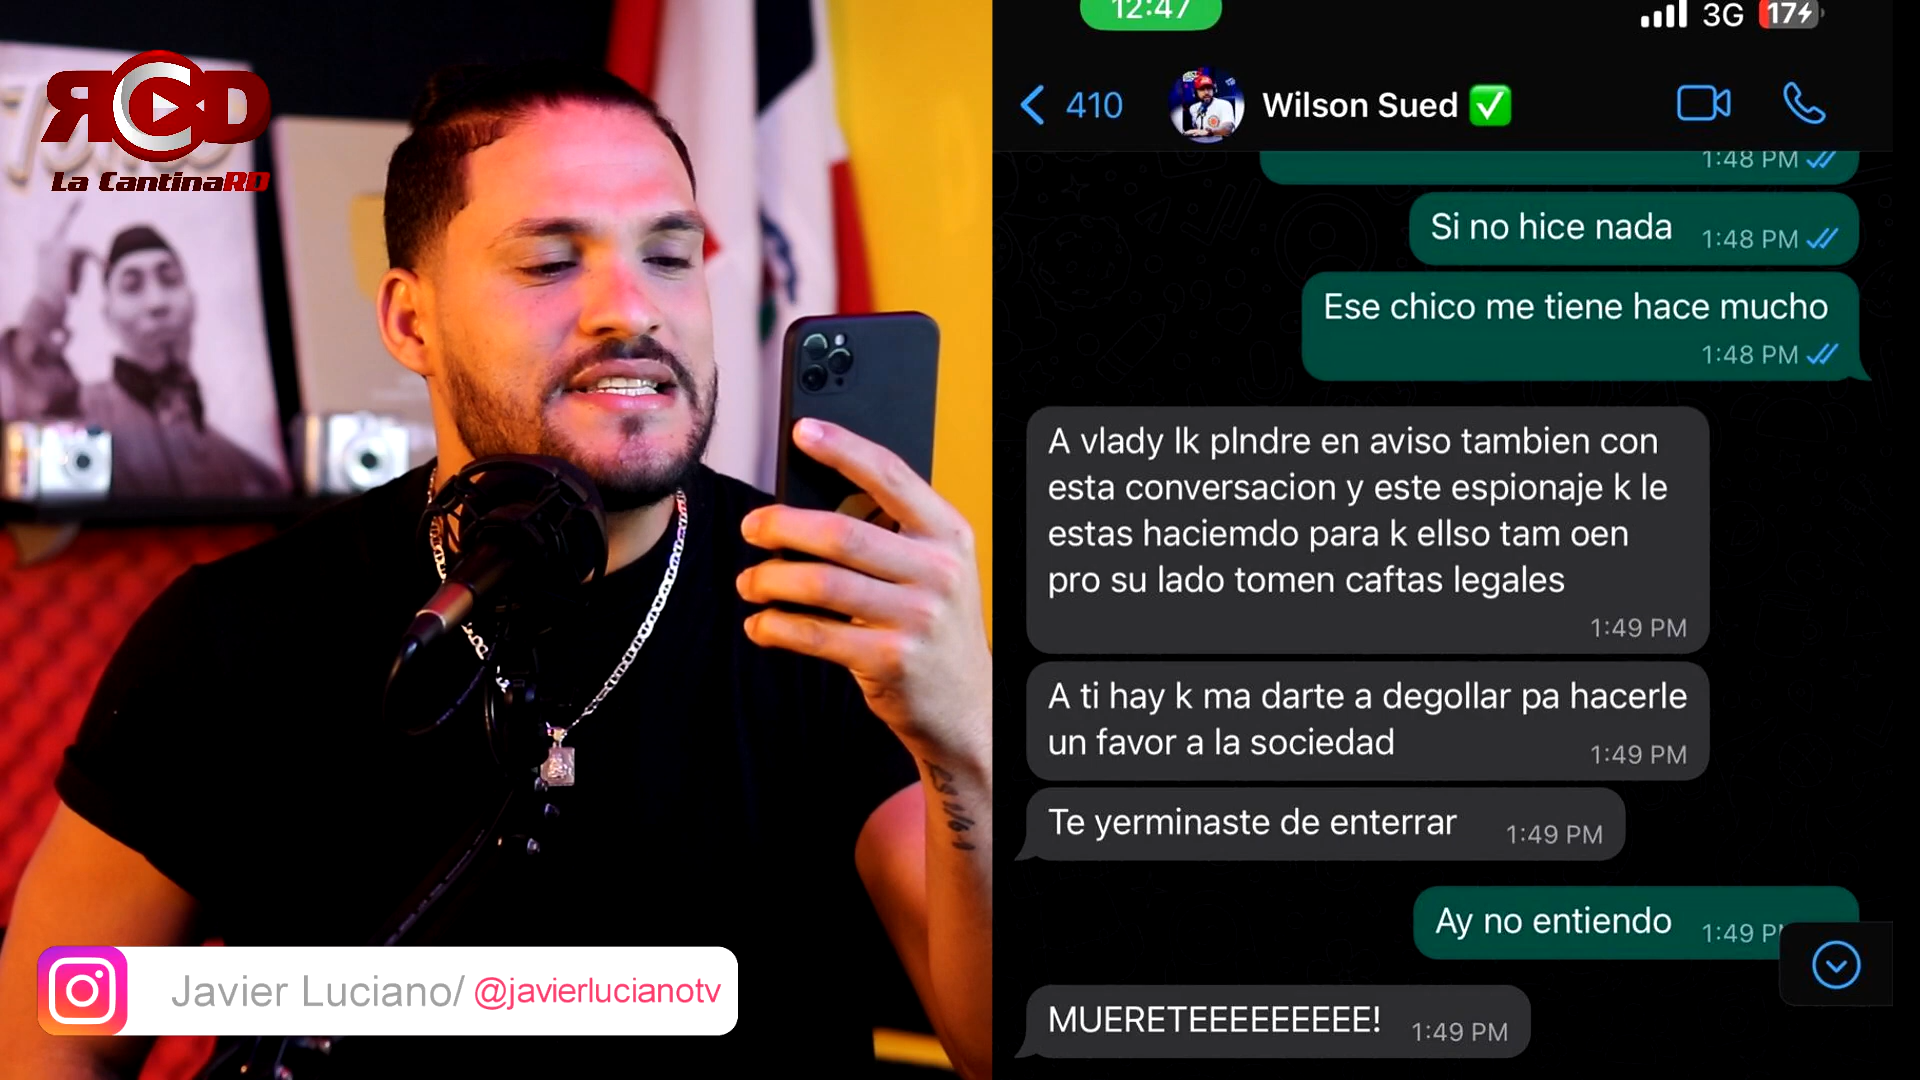 RCD
La CantinaRD
Javier Luciano/ @javierlucianotv
12:47
3G
17
410
Wilson Sued
1:48 PM
Si no hice nada
1:48 PM
Ese chico me tiene hace mucho
1:48 PM
A vlady lk plndre en aviso tambien con
esta conversacion y este espionaje k le
estas haciemdo para k ellso tam oen
pro su lado tomen caftas legales
1:49 PM
A ti hay k ma darte a degollar pa hacerle
un favor a la sociedad
1:49 PM
Te yerminaste de enterrar
1:49 PM
Ay no entiendo
1:49 P
MUERETEEEEEEEEE!
1:49 PM